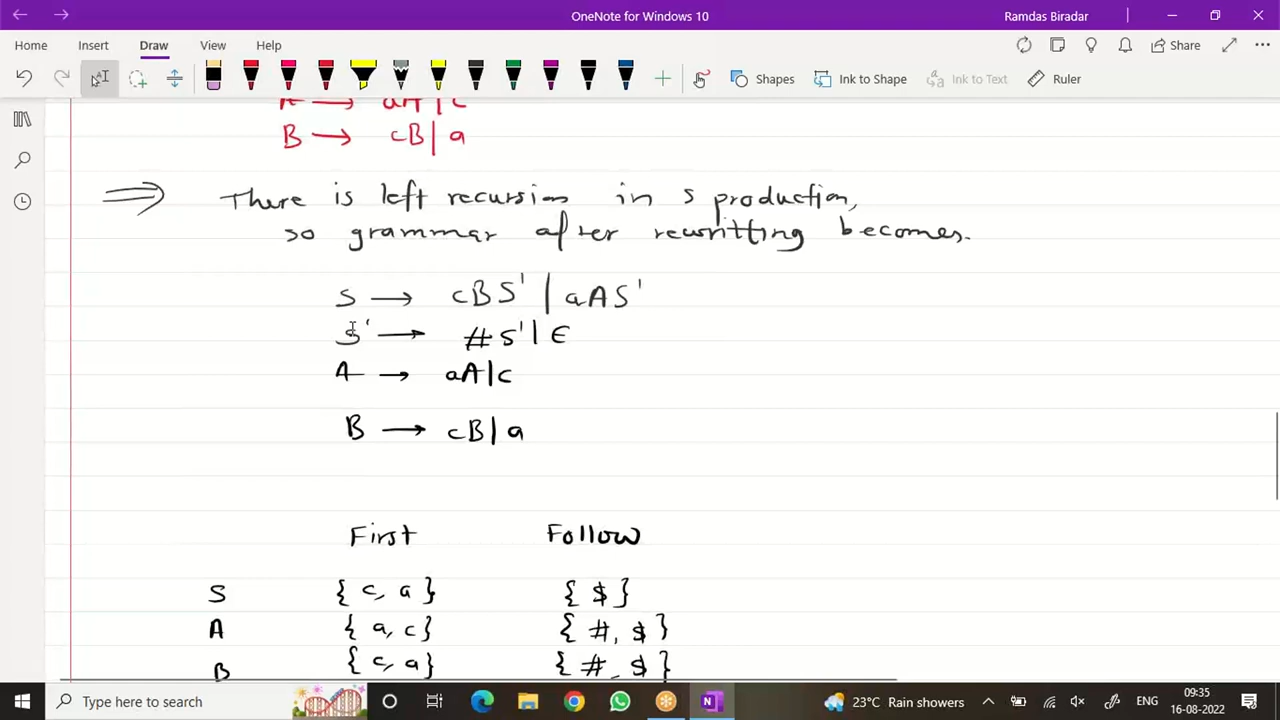 OneNote for Windows 10
Ramdas Biradar
Home Insert Draw View Help
Share
Shapes Ink to Shape Ink to Text Ruler
A → aA | c
B → cB | a
⇒ There is left recursion in s production,
so grammar after rewritting becomes.
S → cBS' | aAS'
S' → #S' | ϵ
A → aA | c
B → cB | a
First Follow
S { c, a } { $ }
A { a, c } { #, $ }
B { c, a } { #, $ }
Type here to search
23°C Rain showers
ENG
09:35
16-08-2022